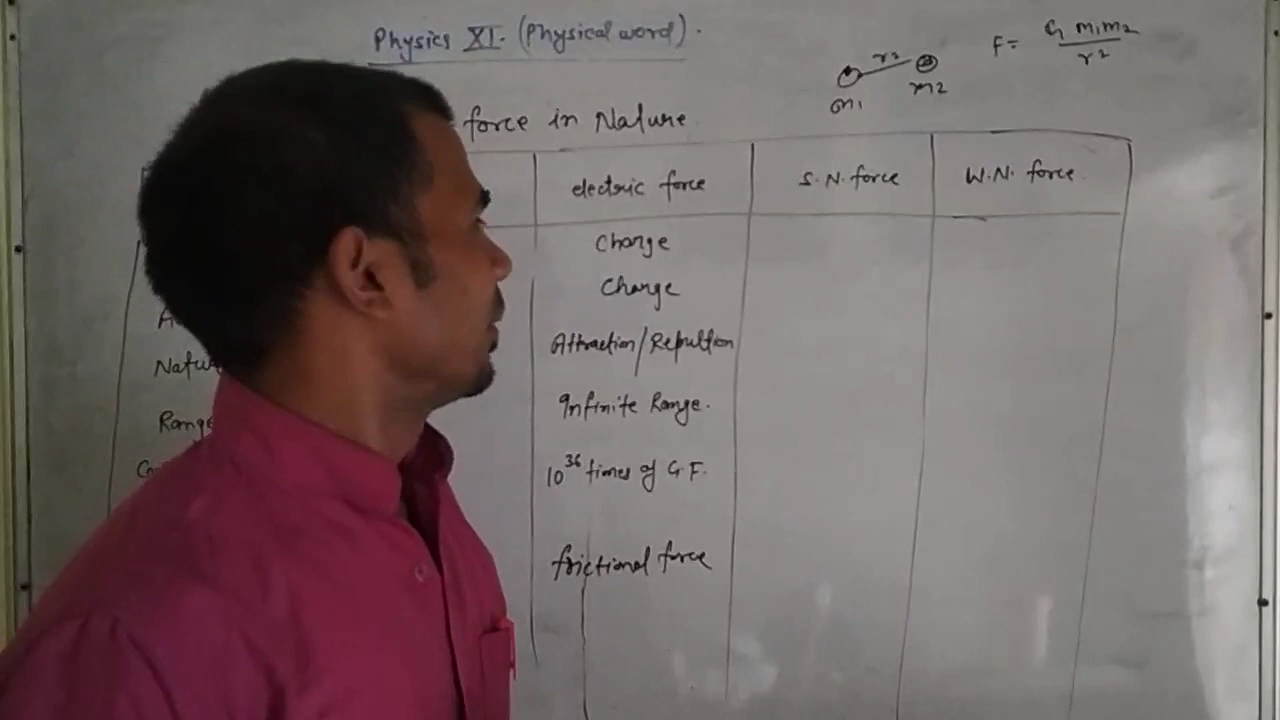 Physics XI. (Physical word).
F = G m1m2 / r2
r2
m1
m2
force in Nature
electric force
S.N. force
W.N. force
Charge
Charge
Attraction/Repultion
Natu
Infinite Range.
Range
10^36 times of G.F.
frictional force